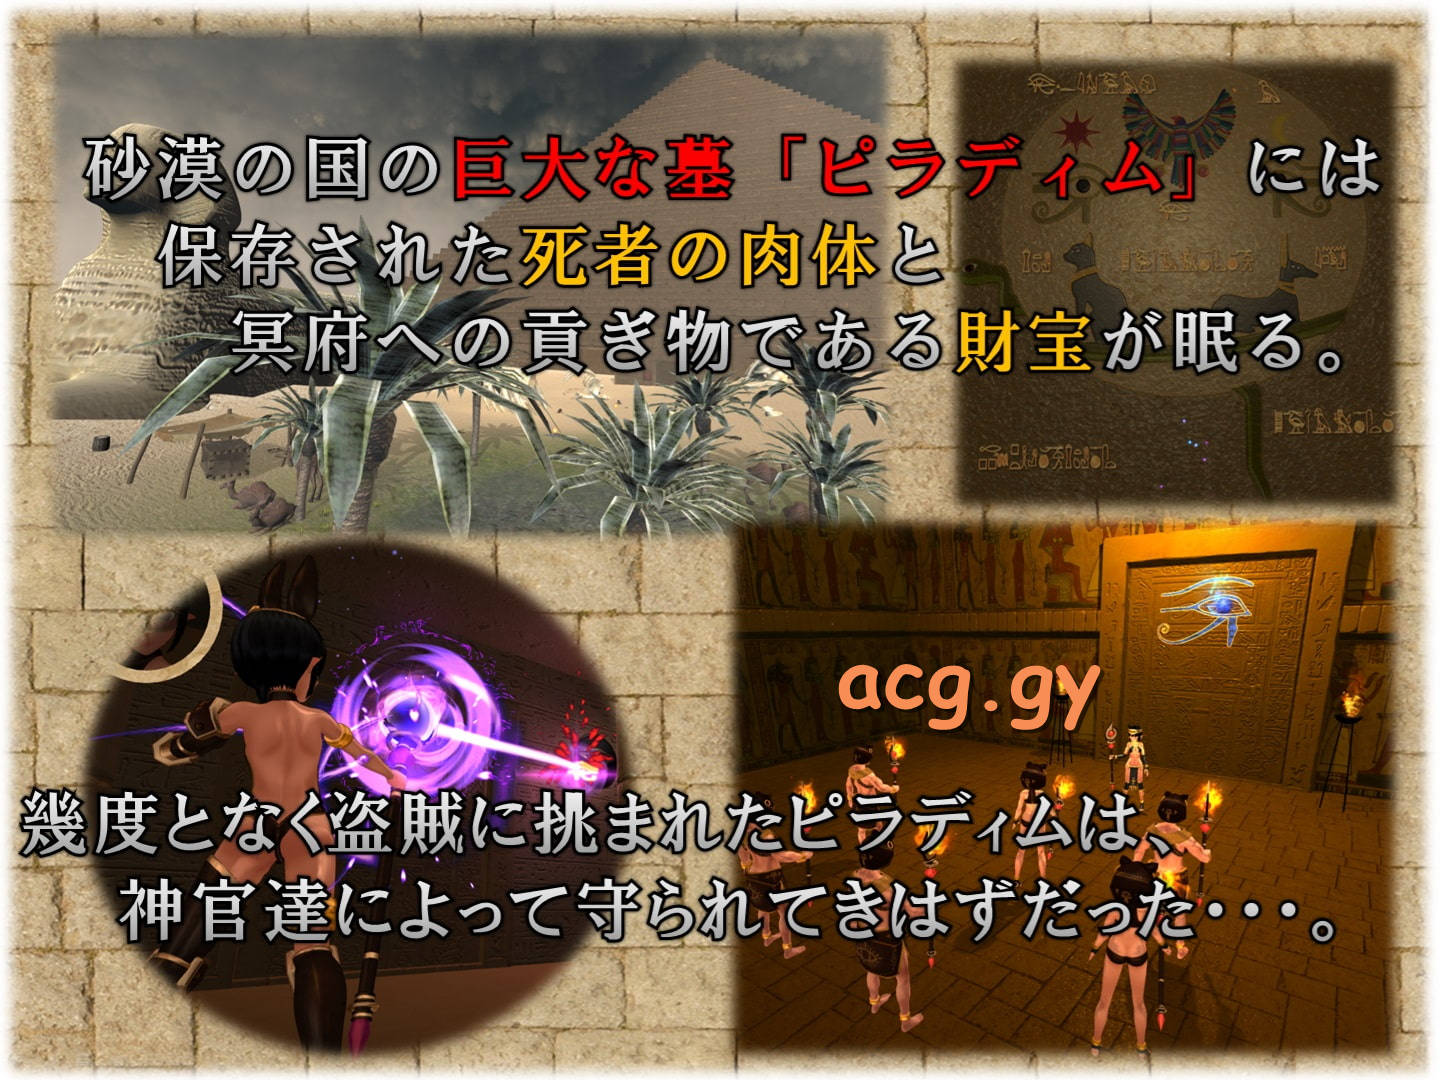 砂漠の国の巨大な墓「ピラディム」には
保存された死者の肉体と
冥府への貢ぎ物である財宝が眠る。
acg.gy
幾度となく盗賊に挑まれたピラディムは、
神官達によって守られてきはずだった・・・。